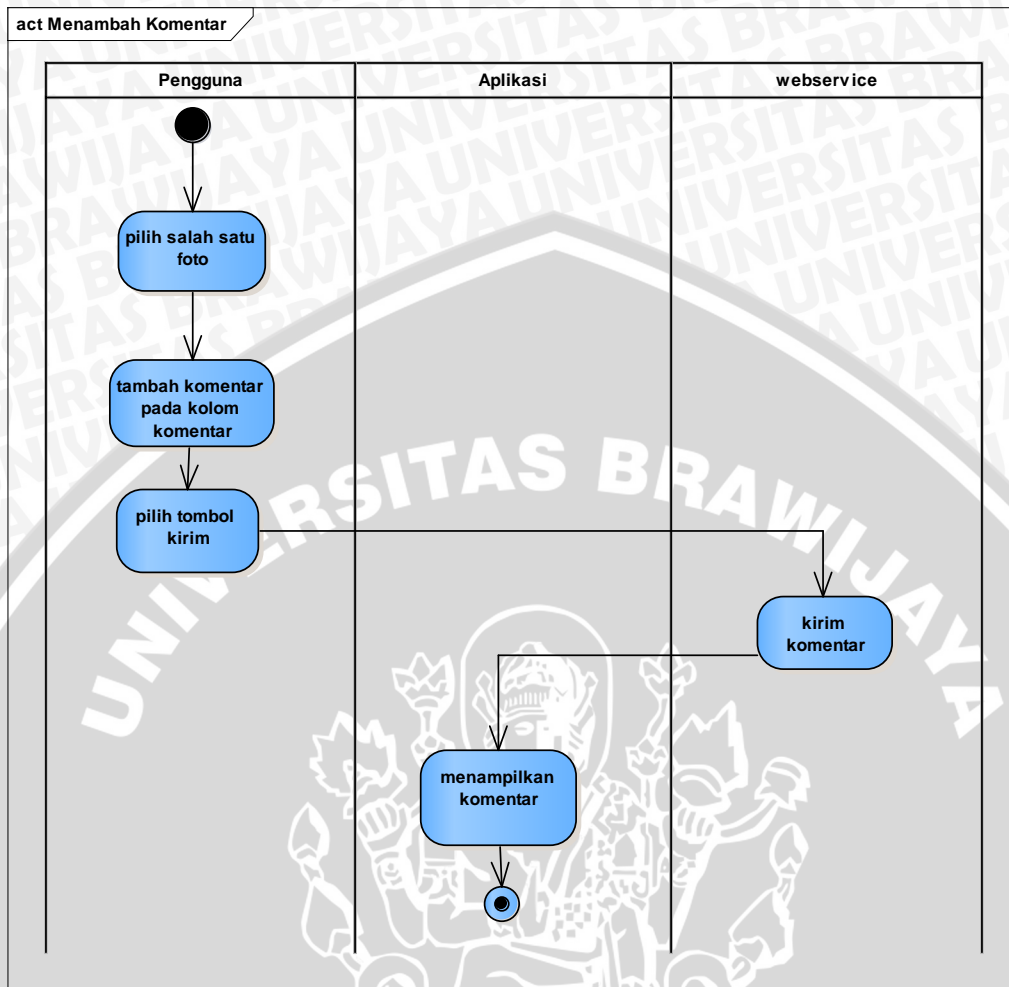 act Menambah Komentar
Pengguna
Aplikasi
webservice
pilih salah satu
foto
tambah komentar
pada kolom
komentar
pilih tombol
kirim
kirim
komentar
menampilkan
komentar
UNIVERSITAS BRAWIJAYA